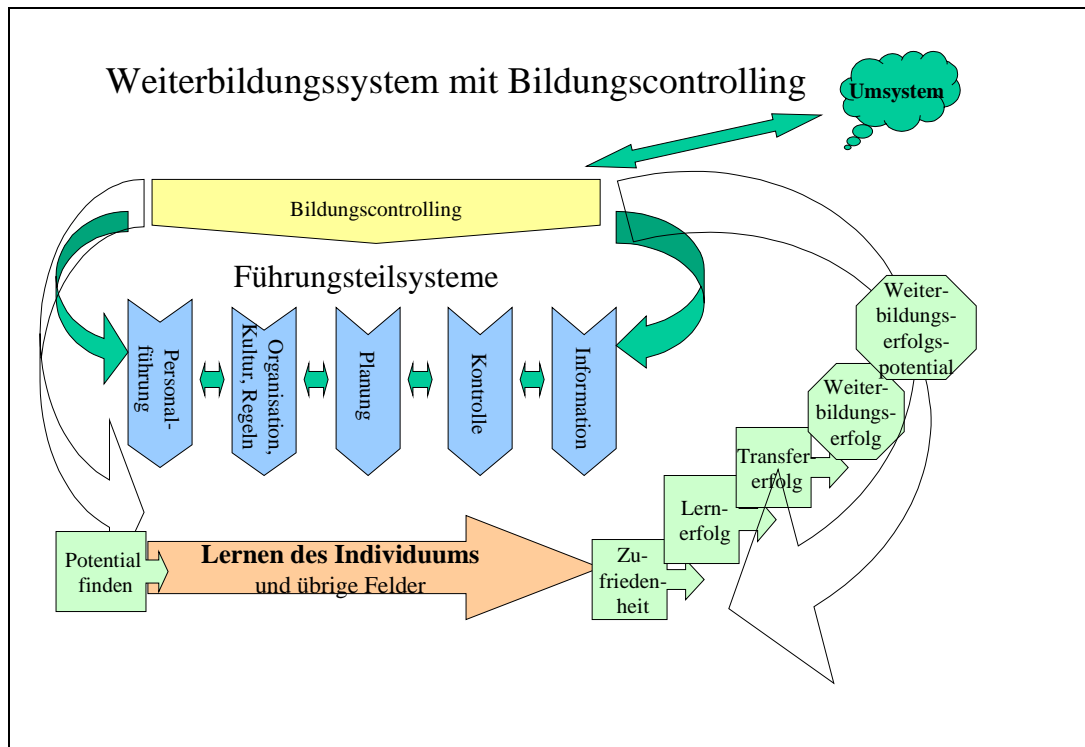 Weiterbildungssystem mit Bildungscontrolling
Umsystem
Bildungscontrolling
Führungsteilsysteme
Personal-
führung
Organisation,
Kultur, Regeln
Planung
Kontrolle
Information
Weiter-
bildungs-
erfolgs-
potential
Weiter-
bildungs-
erfolg
Transfer-
erfolg
Lern-
erfolg
Zu-
frieden-
heit
Potential
finden
Lernen des Individuums
und übrige Felder